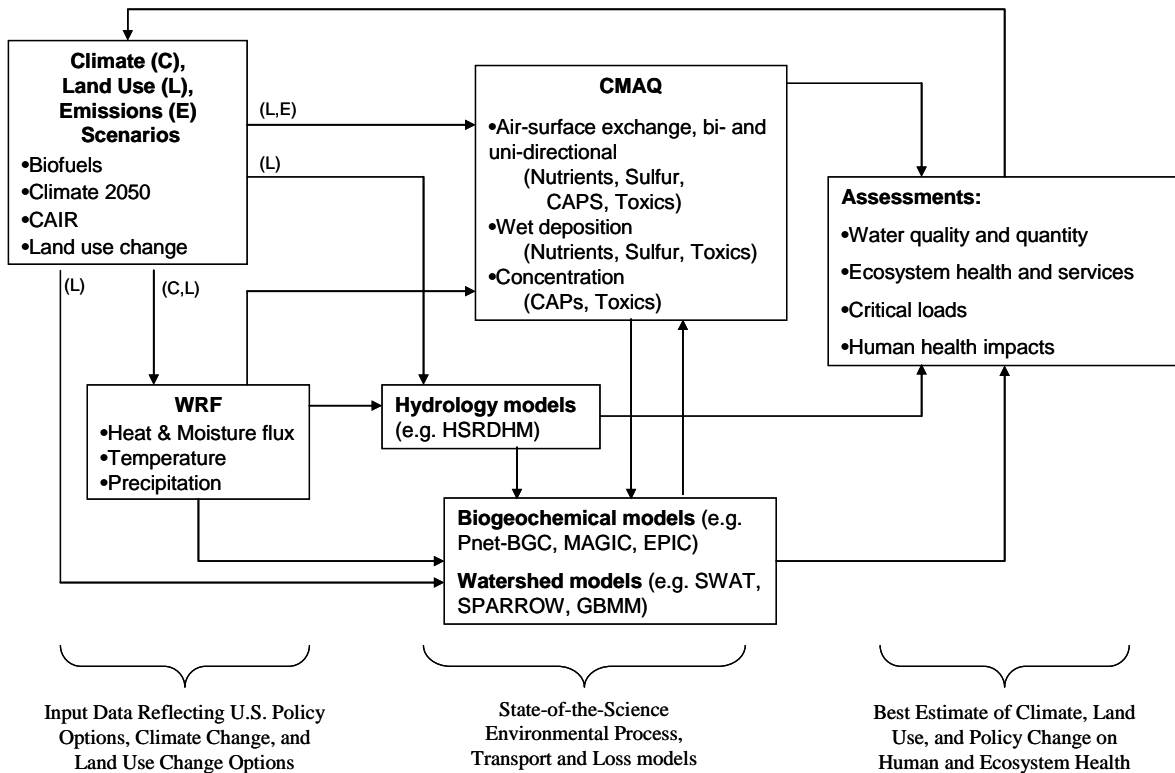 Climate (C),
Land Use (L),
Emissions (E)
Scenarios
•Biofuels
•Climate 2050
•CAIR
•Land use change
(L,E)
(L)
(L)
(C,L)
CMAQ
•Air-surface exchange, bi- and
uni-directional
(Nutrients, Sulfur,
CAPS, Toxics)
•Wet deposition
(Nutrients, Sulfur, Toxics)
•Concentration
(CAPs, Toxics)
Assessments:
•Water quality and quantity
•Ecosystem health and services
•Critical loads
•Human health impacts
WRF
•Heat & Moisture flux
•Temperature
•Precipitation
Hydrology models
(e.g. HSRDHM)
Biogeochemical models (e.g.
Pnet-BGC, MAGIC, EPIC)
Watershed models (e.g. SWAT,
SPARROW, GBMM)
Input Data Reflecting U.S. Policy
Options, Climate Change, and
Land Use Change Options
State-of-the-Science
Environmental Process,
Transport and Loss models
Best Estimate of Climate, Land
Use, and Policy Change on
Human and Ecosystem Health